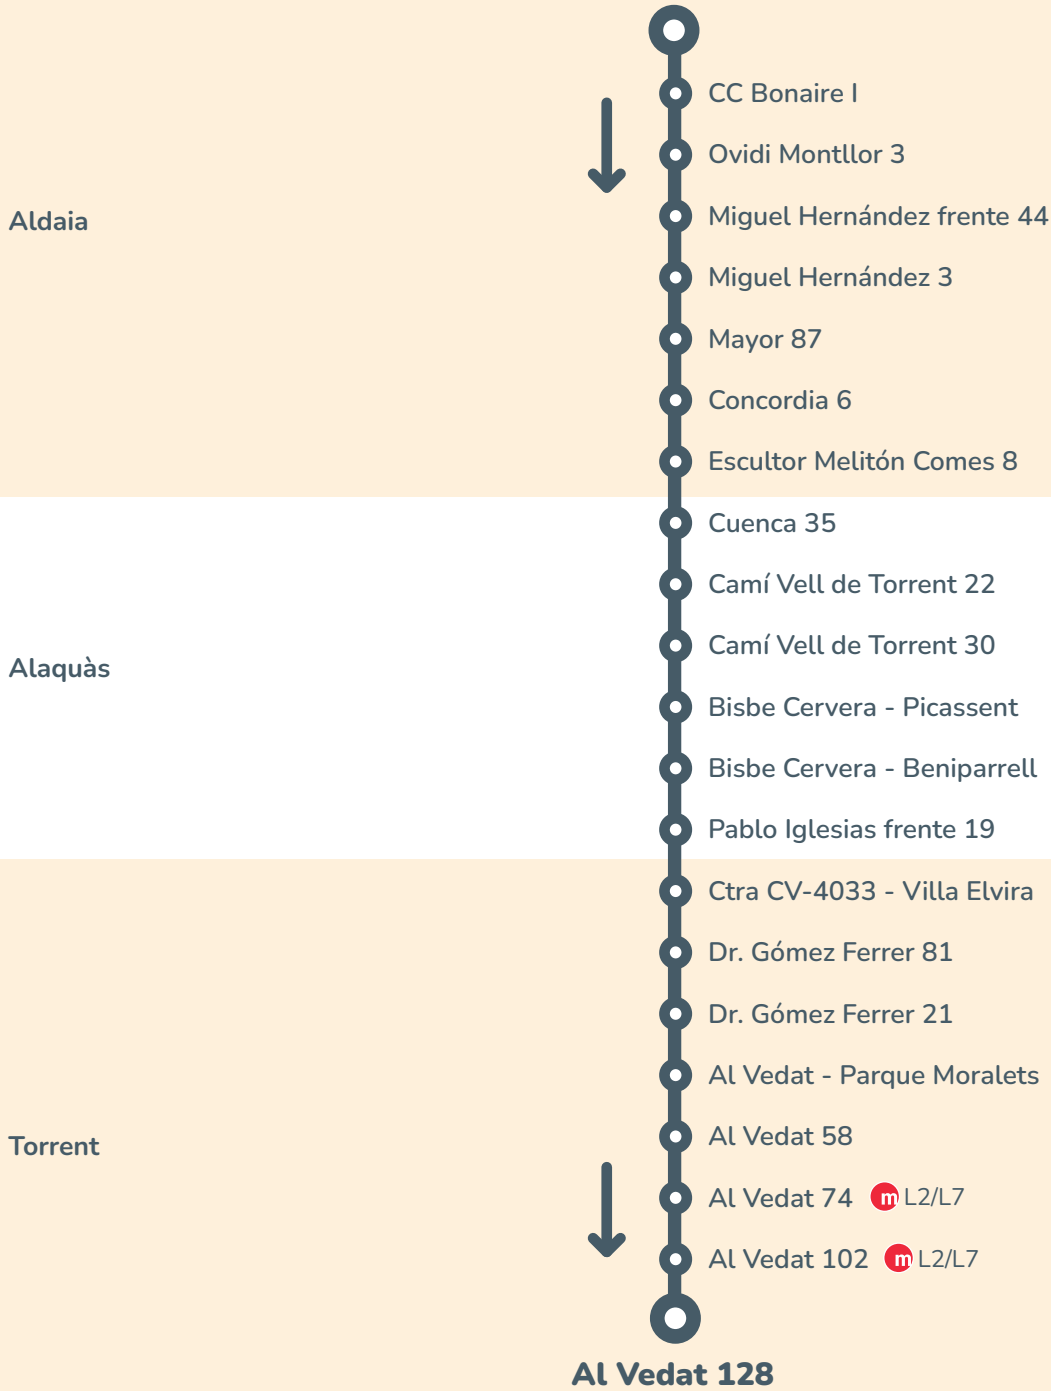 CC Bonaire I
Ovidi Montllor 3
Aldaia
Miguel Hernández frente 44
Miguel Hernández 3
Mayor 87
Concordia 6
Escultor Melitón Comes 8
Cuenca 35
Camí Vell de Torrent 22
Camí Vell de Torrent 30
Alaquàs
Bisbe Cervera - Picassent
Bisbe Cervera - Beniparrell
Pablo Iglesias frente 19
Ctra CV-4033 - Villa Elvira
Dr. Gómez Ferrer 81
Dr. Gómez Ferrer 21
Al Vedat - Parque Moralets
Al Vedat 58
Torrent
Al Vedat 74 m L2/L7
Al Vedat 102 m L2/L7
Al Vedat 128